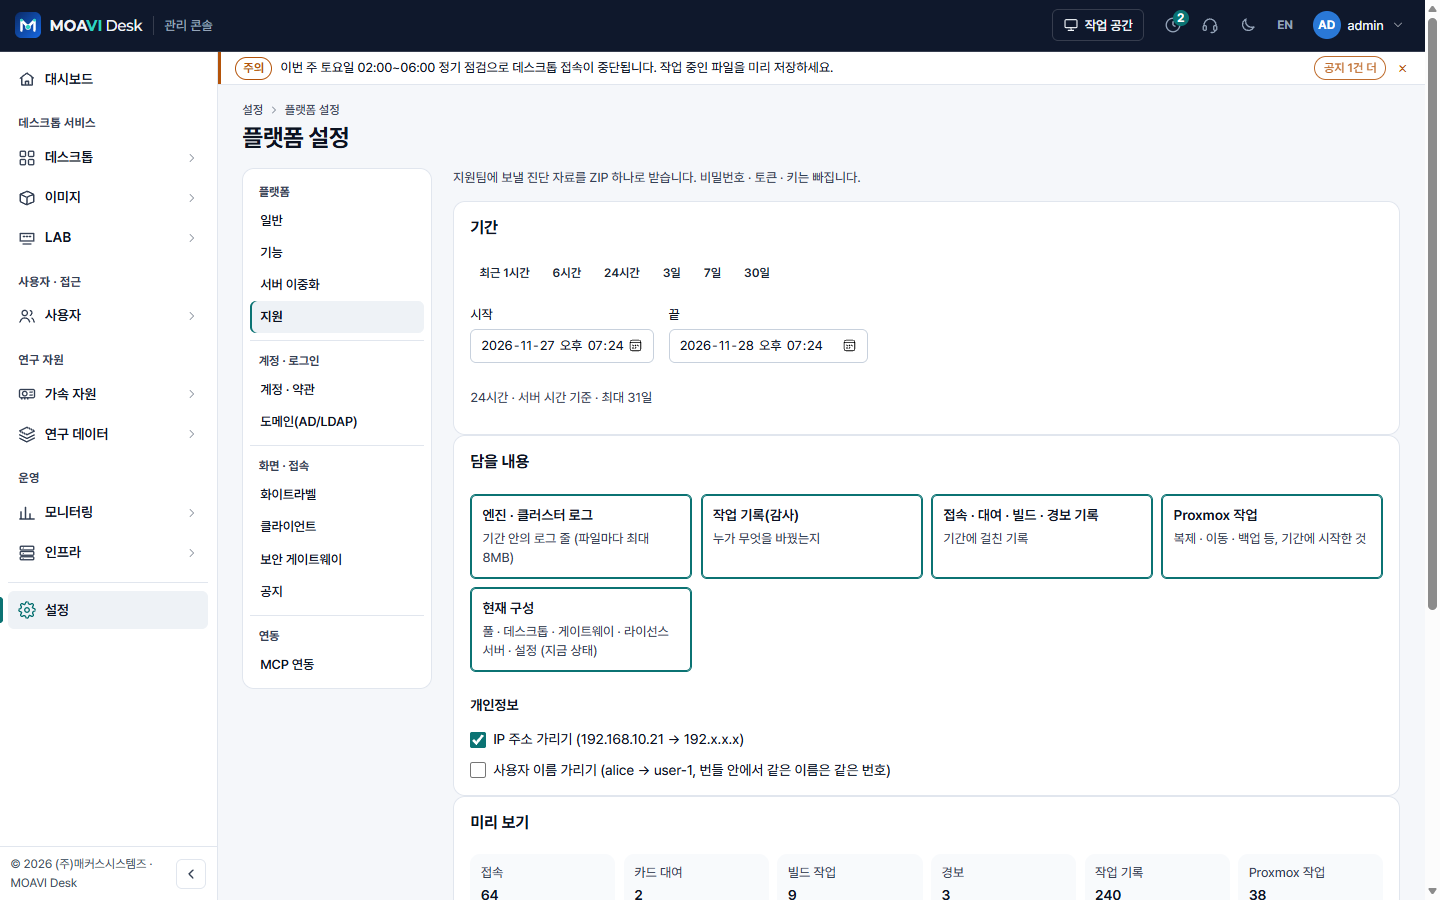 MOAVI Desk 관리 콘솔
작업 공간
2
EN
AD admin
주의 이번 주 토요일 02:00~06:00 정기 점검으로 데스크톱 접속이 중단됩니다. 작업 중인 파일을 미리 저장하세요.
공지 1건 더
대시보드
데스크톱 서비스
데스크톱
이미지
LAB
사용자 · 접근
사용자
연구 자원
가속 자원
연구 데이터
운영
모니터링
인프라
설정
© 2026 (주)매커스시스템즈 ·
MOAVI Desk
설정 > 플랫폼 설정
플랫폼 설정
플랫폼
일반
기능
서버 이중화
지원
계정 · 로그인
계정 · 약관
도메인(AD/LDAP)
화면 · 접속
화이트라벨
클라이언트
보안 게이트웨이
공지
연동
MCP 연동
지원팀에 보낼 진단 자료를 ZIP 하나로 받습니다. 비밀번호 · 토큰 · 키는 빠집니다.
기간
최근 1시간 6시간 24시간 3일 7일 30일
시작
2026-11-27 오후 07:24
끝
2026-11-28 오후 07:24
24시간 · 서버 시간 기준 · 최대 31일
담을 내용
엔진 · 클러스터 로그
기간 안의 로그 줄 (파일마다 최대
8MB)
작업 기록(감사)
누가 무엇을 바꿨는지
접속 · 대여 · 빌드 · 경보 기록
기간에 걸친 기록
Proxmox 작업
복제 · 이동 · 백업 등, 기간에 시작한 것
현재 구성
풀 · 데스크톱 · 게이트웨이 · 라이선스
서버 · 설정 (지금 상태)
개인정보
IP 주소 가리기 (192.168.10.21 → 192.x.x.x)
사용자 이름 가리기 (alice → user-1, 번들 안에서 같은 이름은 같은 번호)
미리 보기
접속
64
카드 대여
2
빌드 작업
9
경보
3
작업 기록
240
Proxmox 작업
38